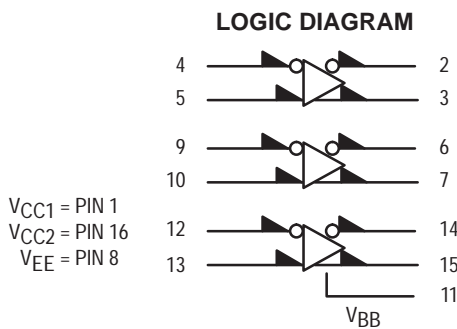 LOGIC DIAGRAM
4 2
5 3
9 6
10 7
VCC1 = PIN 1
VCC2 = PIN 16
VEE = PIN 8
12 14
13 15
11
VBB